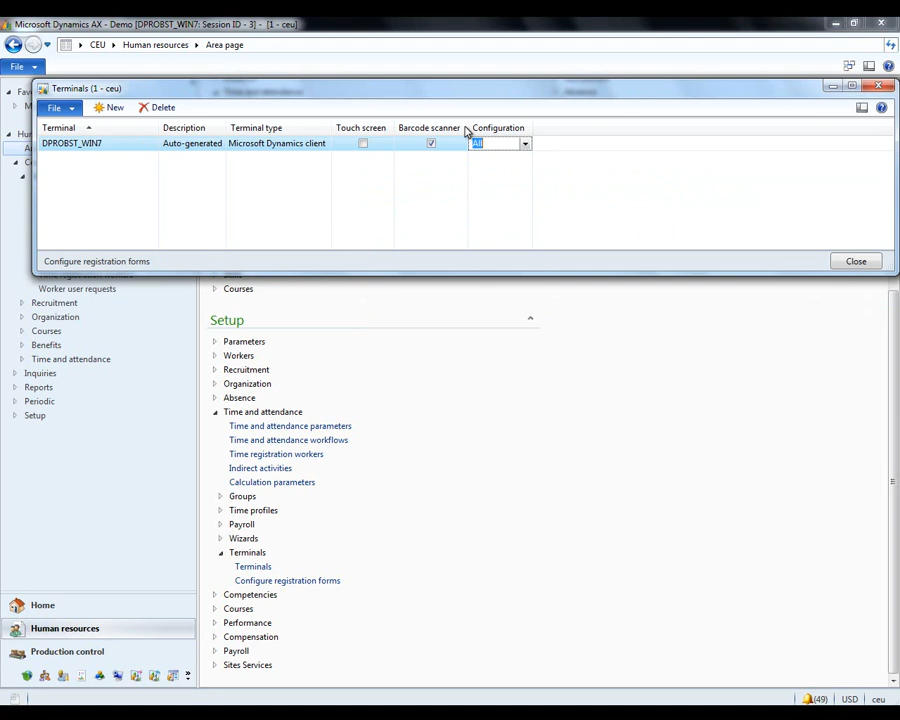 Microsoft Dynamics AX - Demo [DPROBST_WIN7: Session ID - 3] - [1 - ceu]
CEU Human resources Area page
File
Terminals (1 - ceu)
File New Delete
Terminal Description Terminal type Touch screen Barcode scanner Configuration
DPROBST_WIN7 Auto-generated Microsoft Dynamics client All
Configure registration forms Close
Worker user requests
Recruitment
Organization
Courses
Benefits
Time and attendance
Inquiries
Reports
Periodic
Setup
Courses
Setup
Parameters
Workers
Recruitment
Organization
Absence
Time and attendance
Time and attendance parameters
Time and attendance workflows
Time registration workers
Indirect activities
Calculation parameters
Groups
Time profiles
Payroll
Wizards
Terminals
Terminals
Configure registration forms
Competencies
Courses
Performance
Compensation
Payroll
Sites Services
Home
Human resources
Production control
(49) USD ceu